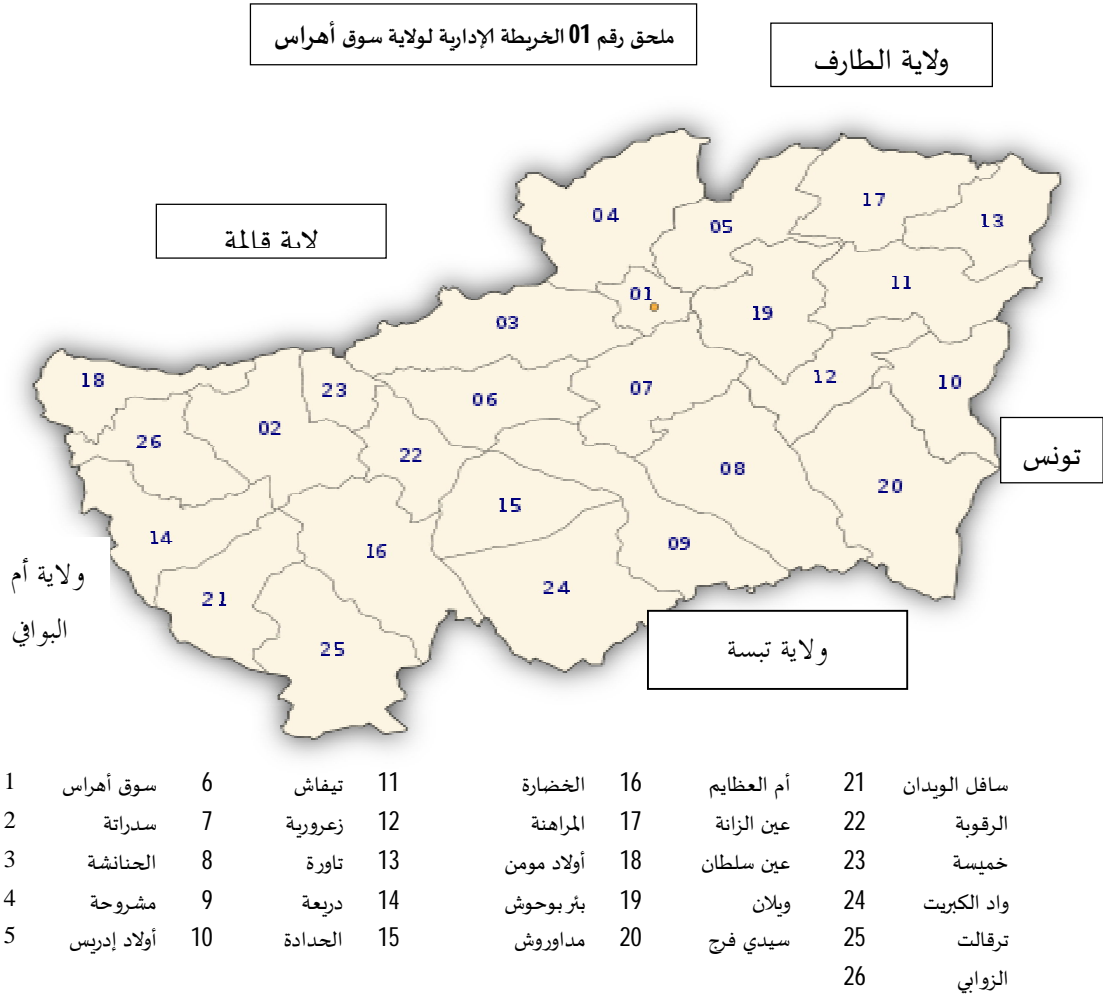 ملحق رقم 01 الخريطة الإدارية لولاية سوق أهراس
ولاية الطارف
لاية قالمة
04
05
17
13
01
03
19
11
18
23
06
07
12
10
26
02
22
08
تونس
15
20
14
16
09
24
21
25
ولاية أم
البواقي
ولاية تبسة
سافل الويدان 21 أم العظايم 16 الخضارة 11 تيفاش 6 سوق أهراس 1
الرقوبة 22 عين الزانة 17 المراهنة 12 زعرورية 7 سدراتة 2
خميسة 23 عين سلطان 18 أولاد مومن 13 تاورة 8 الحنانشة 3
واد الكبريت 24 ويلان 19 بئر بوحوش 14 دريعة 9 مشروحة 4
ترقالت 25 سيدي فرج 20 مداوروش 15 الحدادة 10 أولاد إدريس 5
الزوابي 26